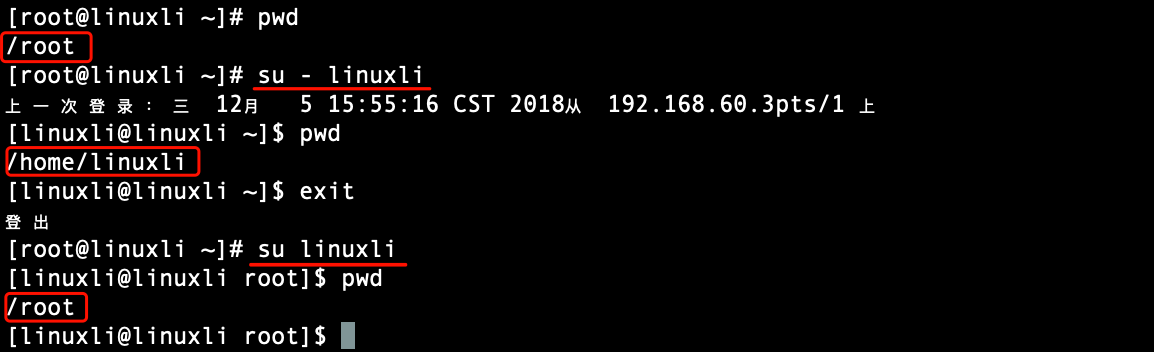 [root@linuxli ~]# pwd
/root
[root@linuxli ~]# su - linuxli
上一次登录：三 12月  5 15:55:16 CST 2018从 192.168.60.3pts/1 上
[linuxli@linuxli ~]$ pwd
/home/linuxli
[linuxli@linuxli ~]$ exit
登出
[root@linuxli ~]# su linuxli
[linuxli@linuxli root]$ pwd
/root
[linuxli@linuxli root]$